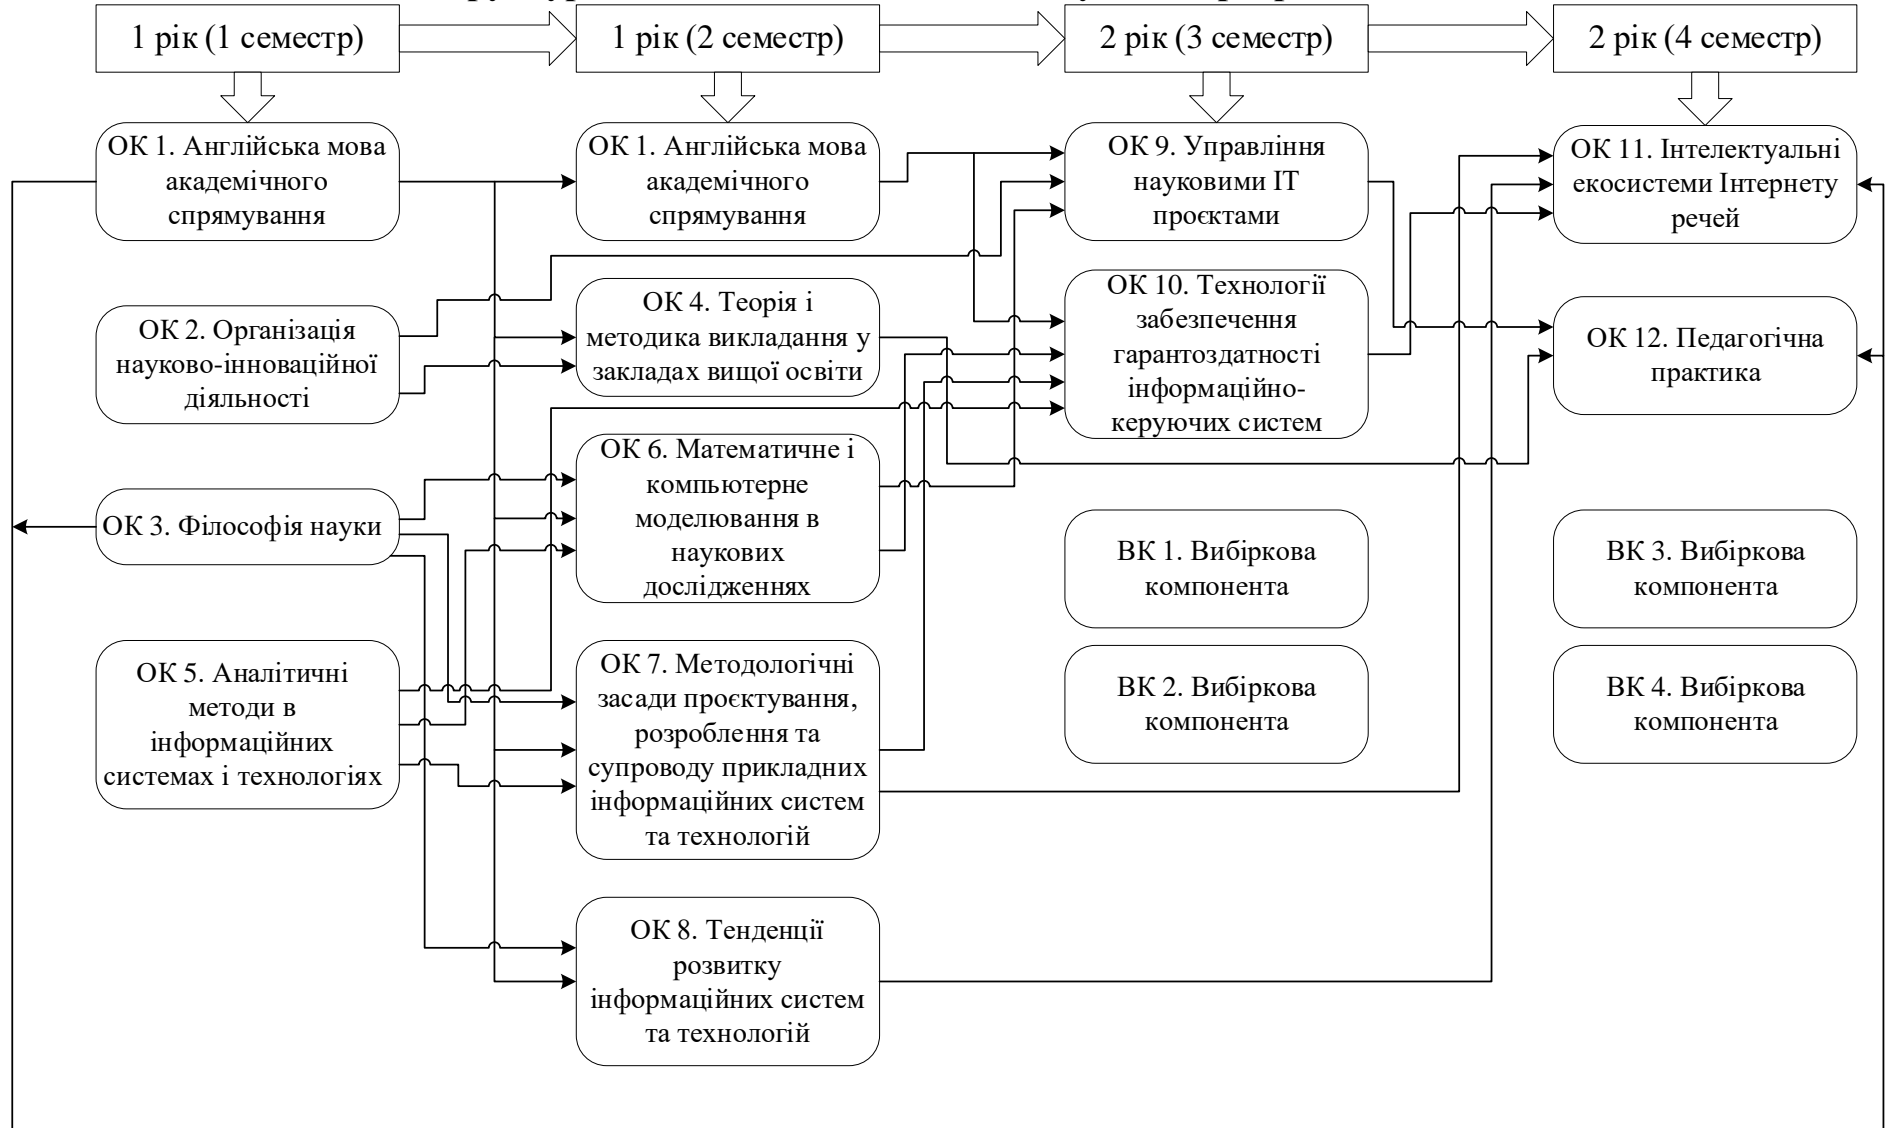 1 рік (1 семестр)
1 рік (2 семестр)
2 рік (3 семестр)
2 рік (4 семестр)
ОК 1. Англійська мова
академічного
спрямування
ОК 2. Організація
науково-інноваційної
діяльності
ОК 3. Філософія науки
ОК 5. Аналітичні
методи в
інформаційних
системах і технологіях
ОК 1. Англійська мова
академічного
спрямування
ОК 4. Теорія і
методика викладання у
закладах вищої освіти
ОК 6. Математичне і
компьютерне
моделювання в
наукових
дослідженнях
ОК 7. Методологічні
засади проєктування,
розроблення та
супроводу прикладних
інформаційних систем
та технологій
ОК 8. Тенденції
розвитку
інформаційних систем
та технологій
ОК 9. Управління
науковими ІТ
проєктами
ОК 10. Технології
забезпечення
гарантоздатності
інформаційно-
керуючих систем
ВК 1. Вибіркова
компонента
ВК 2. Вибіркова
компонента
ОК 11. Інтелектуальні
екосистеми Інтернету
речей
ОК 12. Педагогічна
практика
ВК 3. Вибіркова
компонента
ВК 4. Вибіркова
компонента